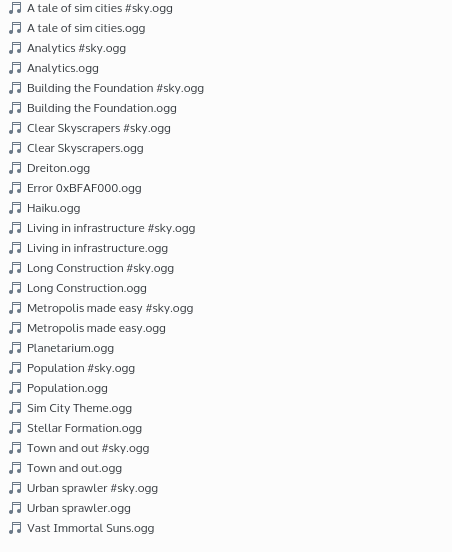 A tale of sim cities #sky.ogg
A tale of sim cities.ogg
Analytics #sky.ogg
Analytics.ogg
Building the Foundation #sky.ogg
Building the Foundation.ogg
Clear Skyscrapers #sky.ogg
Clear Skyscrapers.ogg
Dreiton.ogg
Error 0xBFAF000.ogg
Haiku.ogg
Living in infrastructure #sky.ogg
Living in infrastructure.ogg
Long Construction #sky.ogg
Long Construction.ogg
Metropolis made easy #sky.ogg
Metropolis made easy.ogg
Planetarium.ogg
Population #sky.ogg
Population.ogg
Sim City Theme.ogg
Stellar Formation.ogg
Town and out #sky.ogg
Town and out.ogg
Urban sprawler #sky.ogg
Urban sprawler.ogg
Vast Immortal Suns.ogg